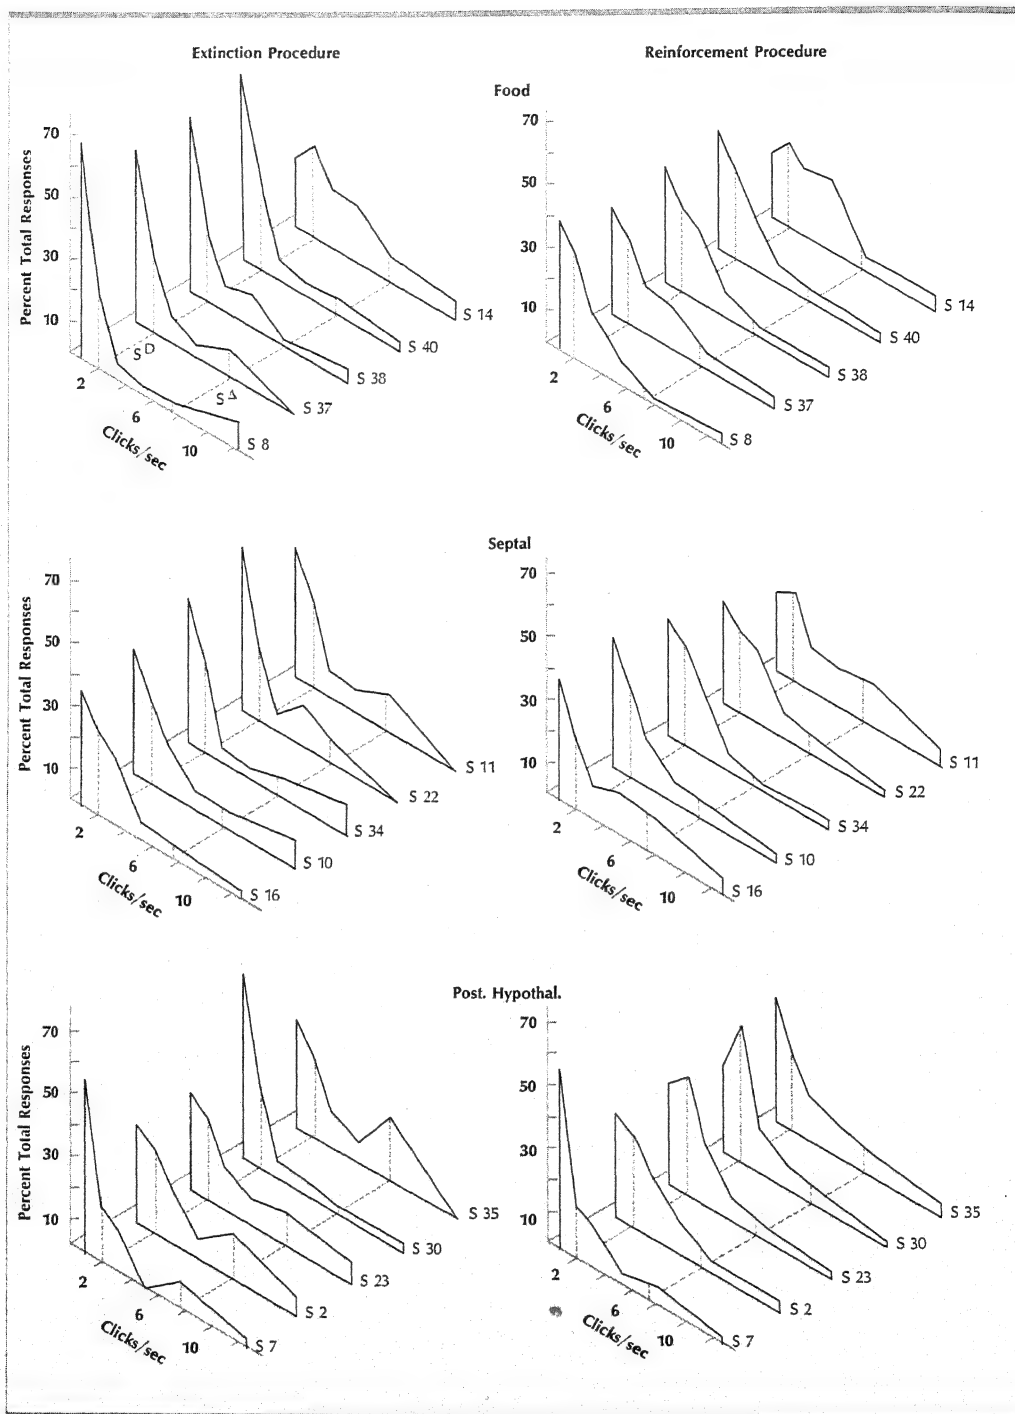 Extinction Procedure
Reinforcement Procedure
Food
Percent Total Responses
70
50
30
10
2
6
10
Clicks/sec
S D
S Δ
S 14
S 40
S 38
S 37
S 8
70
50
30
10
2
6
10
Clicks/sec
S 14
S 40
S 38
S 37
S 8
Septal
Percent Total Responses
70
50
30
10
2
6
10
Clicks/sec
S 11
S 22
S 34
S 10
S 16
70
50
30
10
2
6
10
Clicks/sec
S 11
S 22
S 34
S 10
S 16
Post. Hypothal.
Percent Total Responses
70
50
30
10
2
6
10
Clicks/sec
S 35
S 30
S 23
S 2
S 7
70
50
30
10
2
6
10
Clicks/sec
S 35
S 30
S 23
S 2
S 7